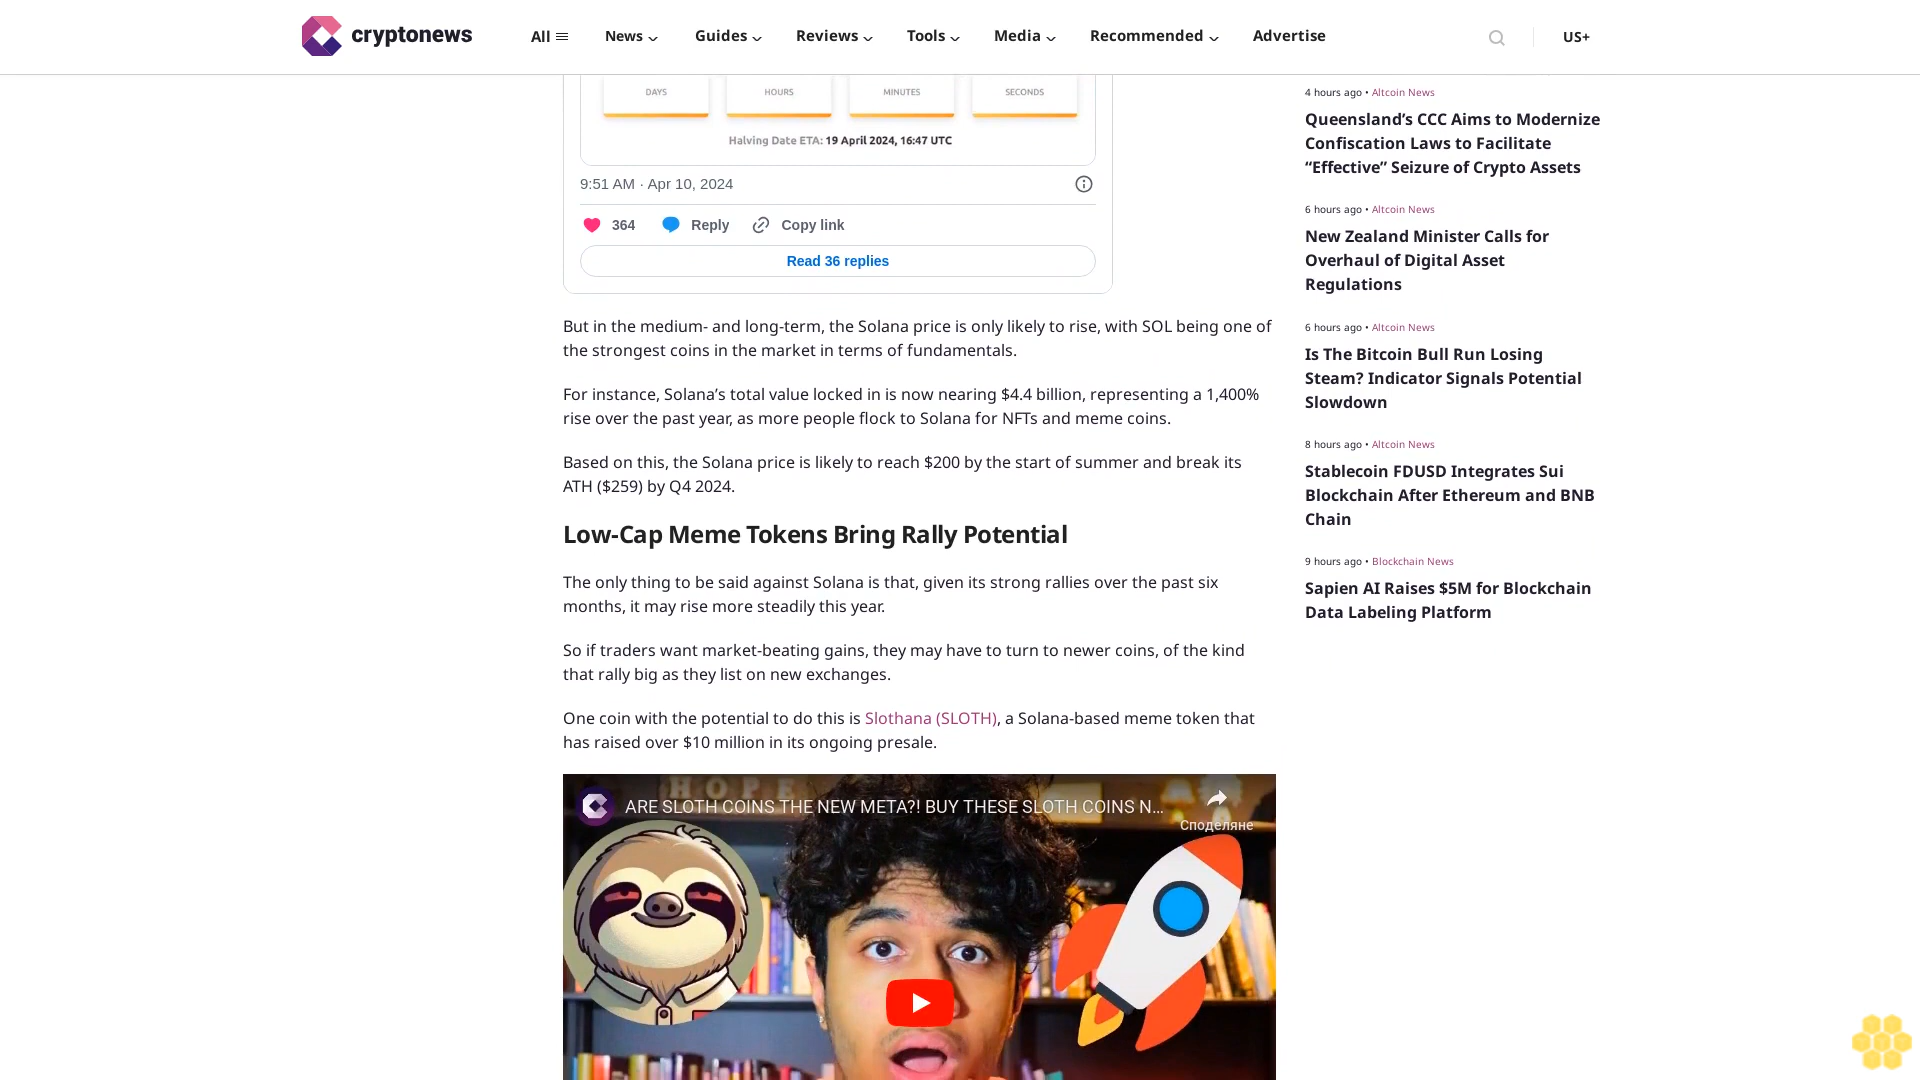 cryptonews
All
News
Guides
Reviews
Tools
Media
Recommended
Advertise
US+
DAYS
HOURS
MINUTES
SECONDS
Halving Date ETA: 19 April 2024, 16:47 UTC
9:51 AM · Apr 10, 2024
364
Reply
Copy link
Read 36 replies
But in the medium- and long-term, the Solana price is only likely to rise, with SOL being one of
the strongest coins in the market in terms of fundamentals.
For instance, Solana’s total value locked in is now nearing $4.4 billion, representing a 1,400%
rise over the past year, as more people flock to Solana for NFTs and meme coins.
Based on this, the Solana price is likely to reach $200 by the start of summer and break its
ATH ($259) by Q4 2024.
Low-Cap Meme Tokens Bring Rally Potential
The only thing to be said against Solana is that, given its strong rallies over the past six
months, it may rise more steadily this year.
So if traders want market-beating gains, they may have to turn to newer coins, of the kind
that rally big as they list on new exchanges.
One coin with the potential to do this is Slothana (SLOTH), a Solana-based meme token that
has raised over $10 million in its ongoing presale.
HOPE
ARE SLOTH COINS THE NEW META?! BUY THESE SLOTH COINS N...
Споделяне
4 hours ago • Altcoin News
Queensland’s CCC Aims to Modernize
Confiscation Laws to Facilitate
“Effective” Seizure of Crypto Assets
6 hours ago • Altcoin News
New Zealand Minister Calls for
Overhaul of Digital Asset
Regulations
6 hours ago • Altcoin News
Is The Bitcoin Bull Run Losing
Steam? Indicator Signals Potential
Slowdown
8 hours ago • Altcoin News
Stablecoin FDUSD Integrates Sui
Blockchain After Ethereum and BNB
Chain
9 hours ago • Blockchain News
Sapien AI Raises $5M for Blockchain
Data Labeling Platform